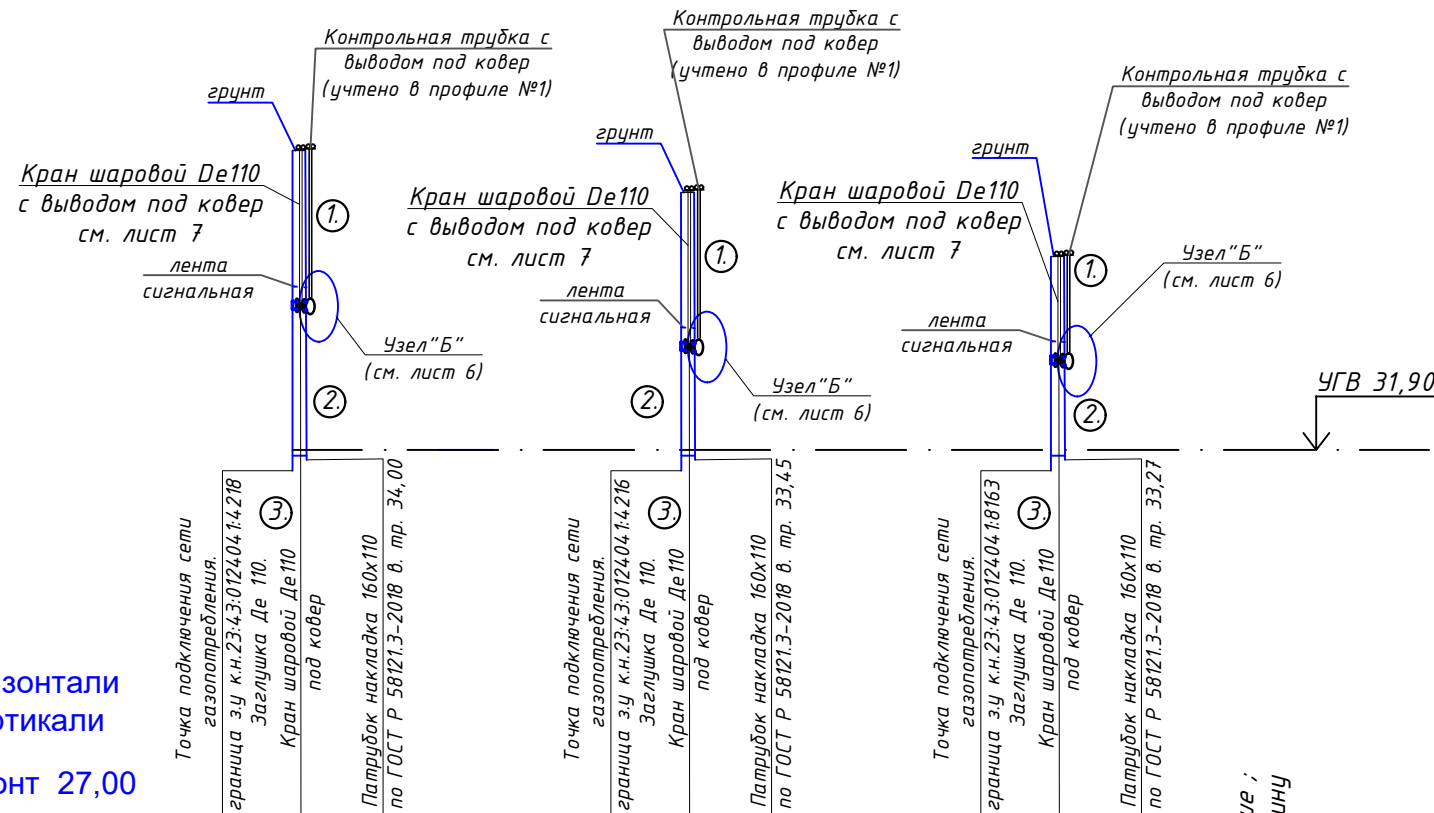 Контрольная трубка с
выводом под ковер
(учтено в профиле №1)
грунт
Кран шаровой De110
с выводом под ковер
см. лист 7
1.
лента
сигнальная
Узел"Б"
(см. лист 6)
2.
3.
Точка подключения сети
газопотребления.
граница з.у к.н.23:43:0124041:4218
Заглушка Де 110.
Кран шаровой Де110
под ковер
Патрубок накладка 160х110
по ГОСТ Р 58121.3-2018 в. тр. 34,00
Контрольная трубка с
выводом под ковер
(учтено в профиле №1)
грунт
Кран шаровой De110
с выводом под ковер
см. лист 7
1.
лента
сигнальная
Узел"Б"
(см. лист 6)
2.
3.
Точка подключения сети
газопотребления.
граница з.у к.н.23:43:0124041:4216
Заглушка Де 110.
Кран шаровой Де110
под ковер
Патрубок накладка 160х110
по ГОСТ Р 58121.3-2018 в. тр. 33,45
Контрольная трубка с
выводом под ковер
(учтено в профиле №1)
грунт
Кран шаровой De110
с выводом под ковер
см. лист 7
1.
Узел"Б"
(см. лист 6)
лента
сигнальная
2.
3.
Точка подключения сети
газопотребления.
граница з.у к.н.23:43:0124041:8163
Заглушка Де 110.
Кран шаровой Де110
под ковер
Патрубок накладка 160х110
по ГОСТ Р 58121.3-2018 в. тр. 33,27
УГВ 31,90
зонтали
ртикали
онт 27,00
ие ;
ину